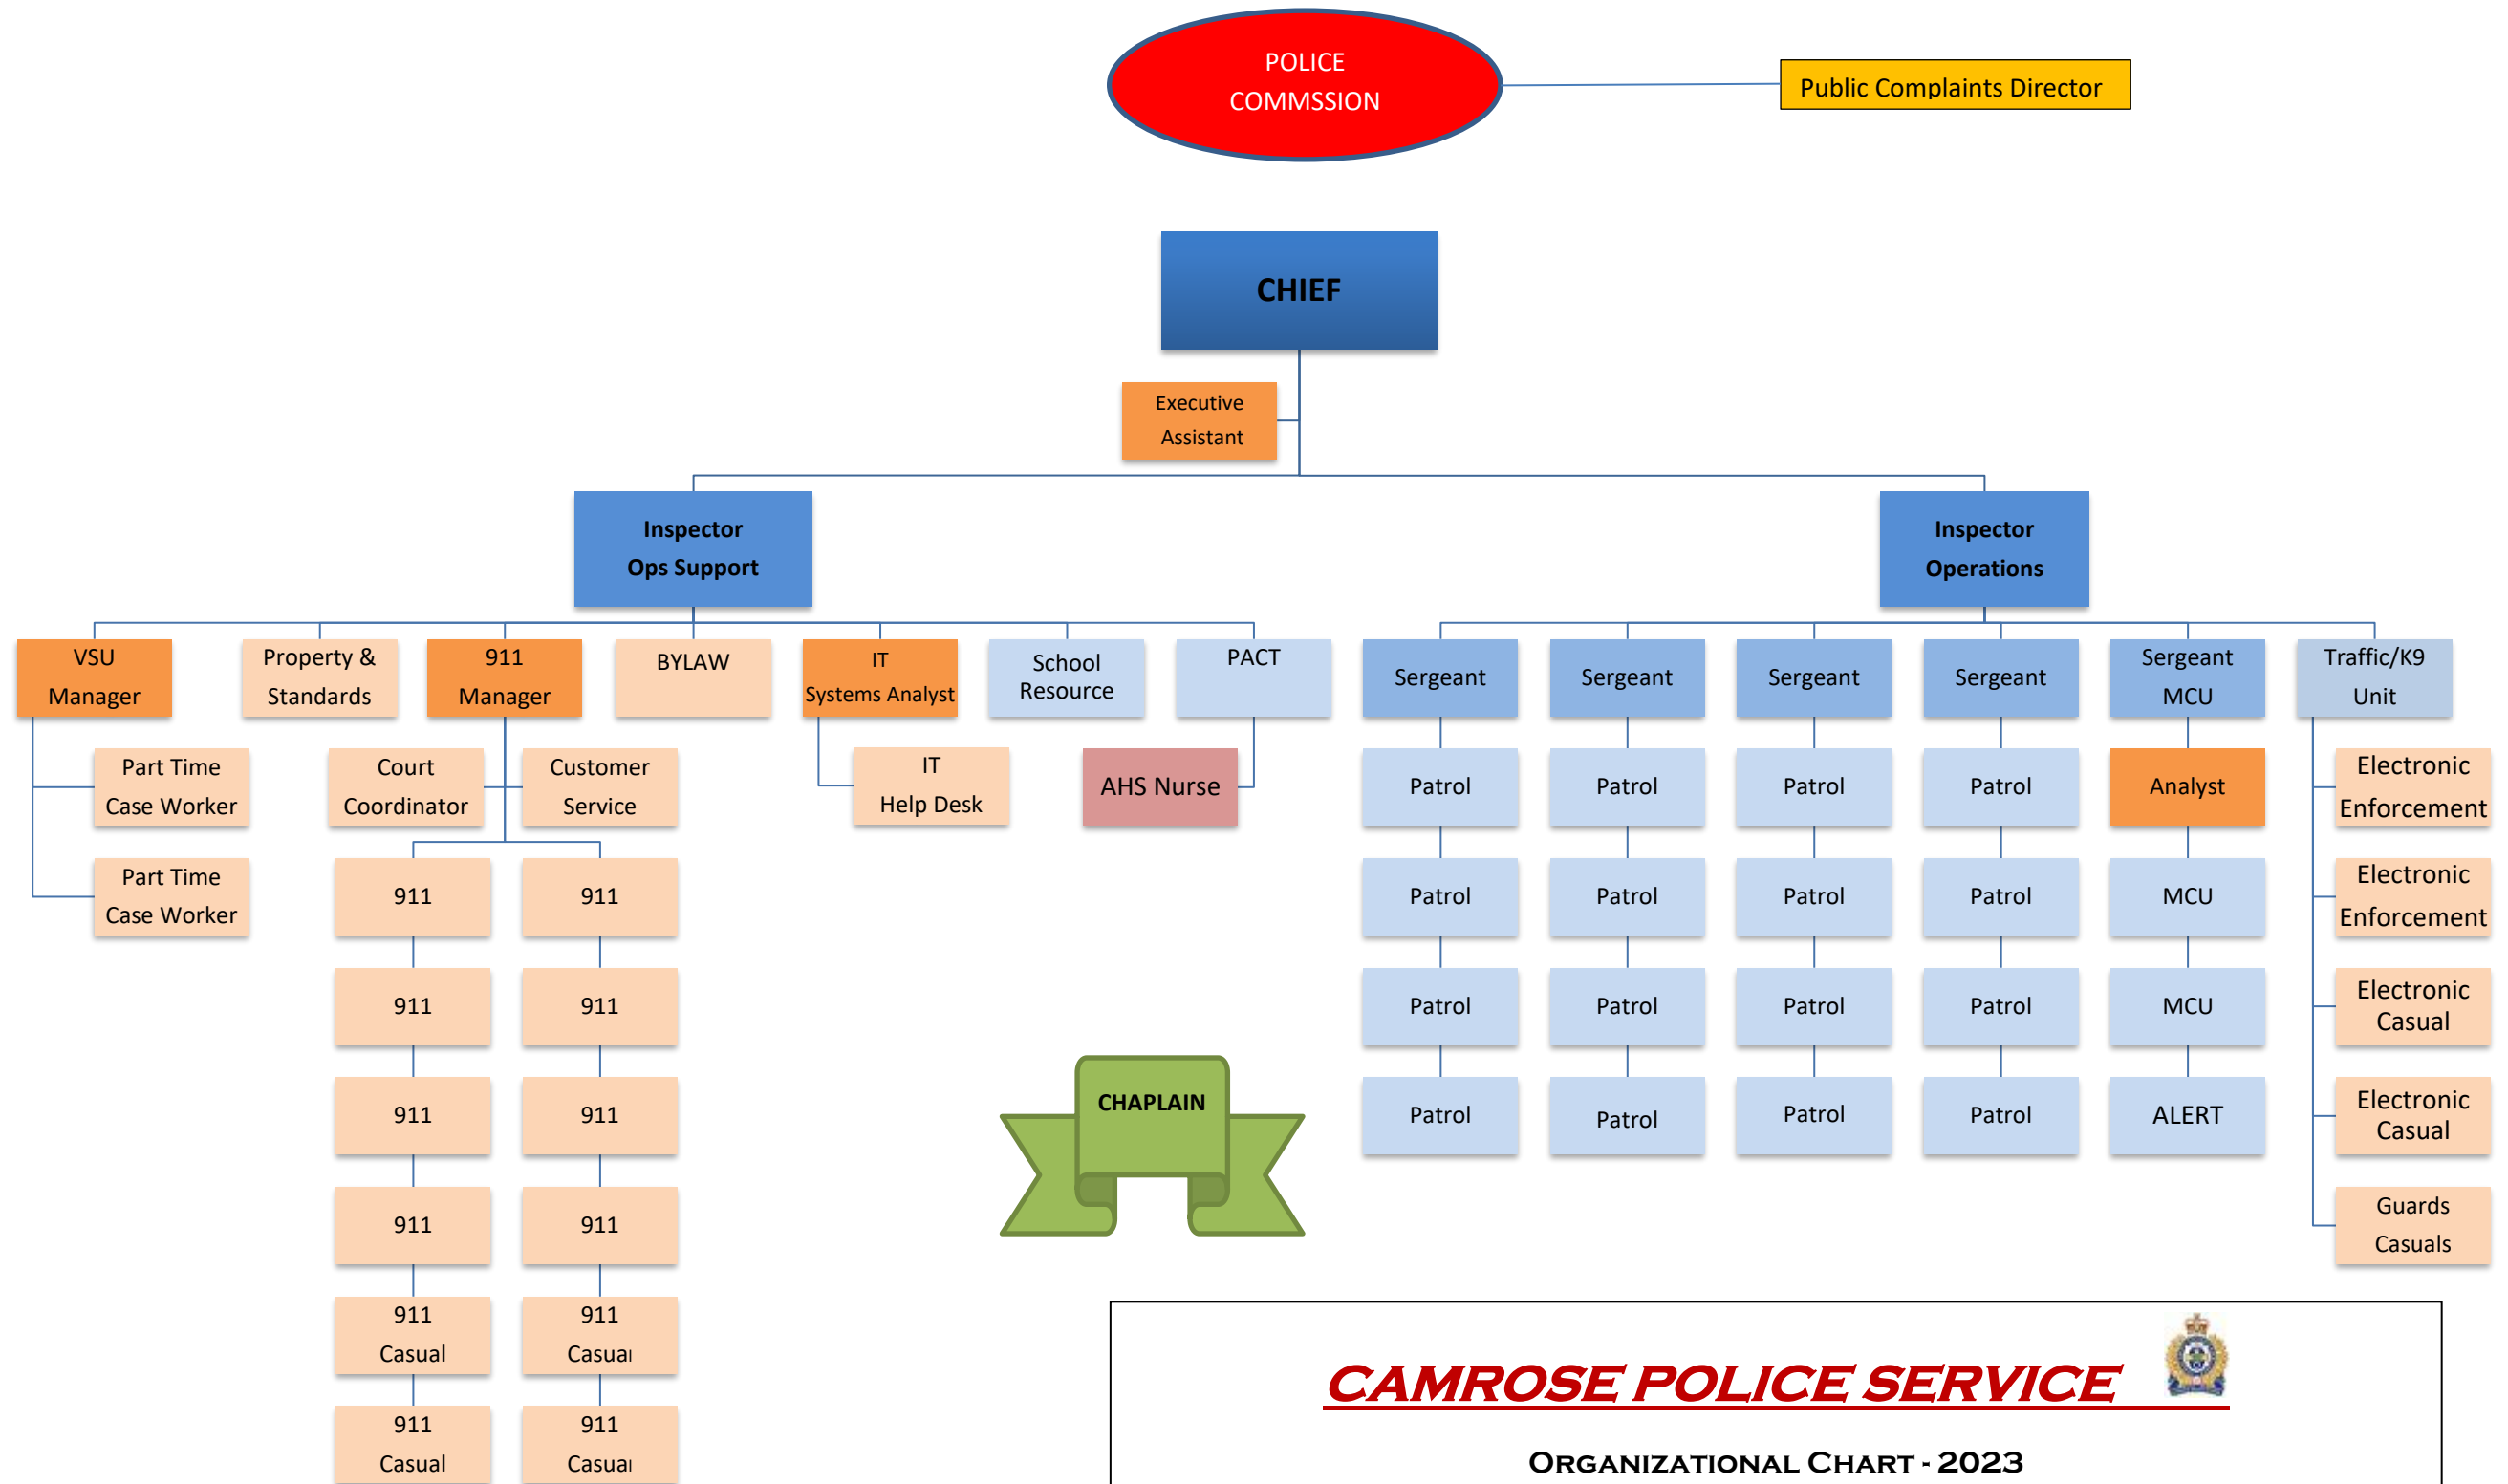 POLICE
COMMSSION
Public Complaints Director
CHIEF
Executive
Assistant
Inspector
Ops Support
Inspector
Operations
VSU
Manager
Property &
Standards
911
Manager
BYLAW
IT
Systems Analyst
School
Resource
PACT
Sergeant
Sergeant
Sergeant
Sergeant
Sergeant
MCU
Traffic/K9
Unit
Part Time
Case Worker
Court
Coordinator
Customer
Service
IT
Help Desk
AHS Nurse
Patrol
Patrol
Patrol
Patrol
Analyst
Electronic
Enforcement
Part Time
Case Worker
911
911
Patrol
Patrol
Patrol
Patrol
MCU
Electronic
Enforcement
911
911
Patrol
Patrol
Patrol
Patrol
MCU
Electronic
Casual
911
911
CHAPLAIN
Patrol
Patrol
Patrol
Patrol
ALERT
Electronic
Casual
911
911
Guards
Casuals
911
Casual
911
Casual
911
Casual
911
Casual
CAMROSE POLICE SERVICE
ORGANIZATIONAL CHART - 2023